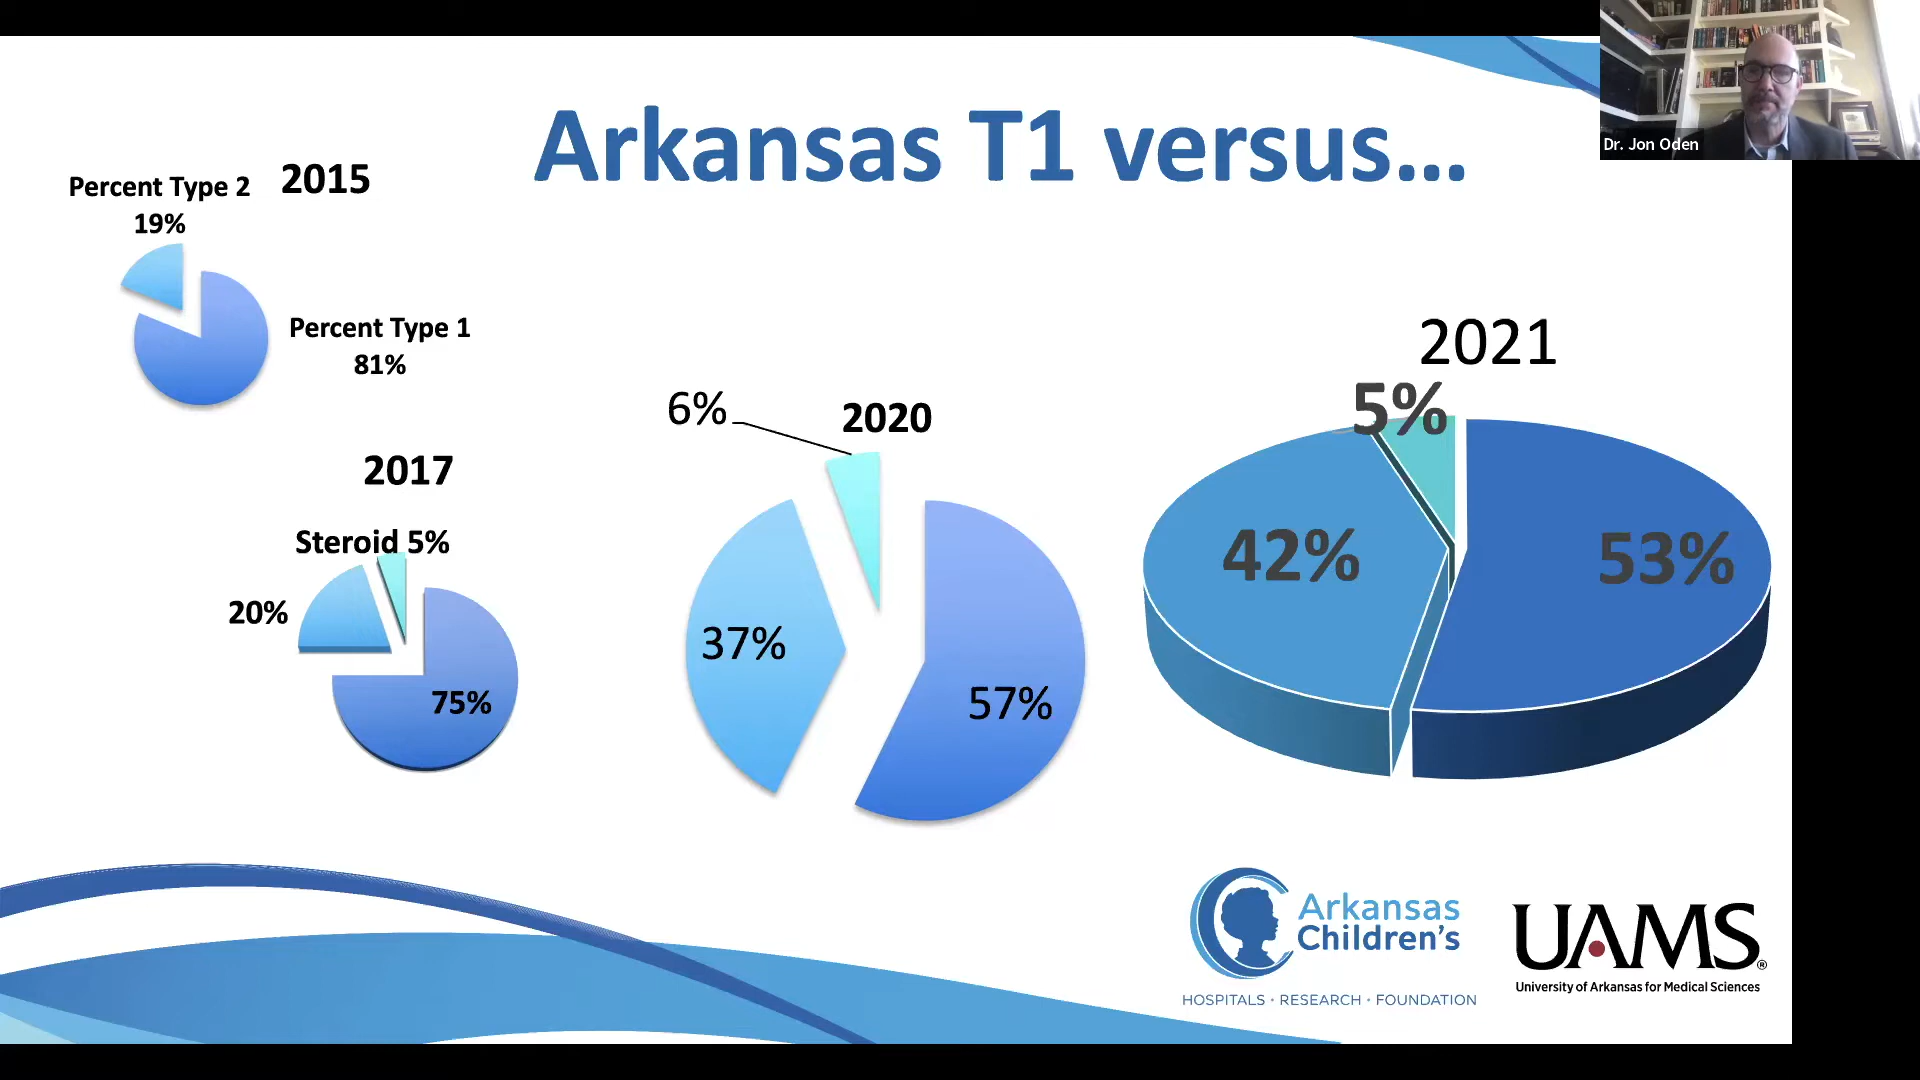 Arkansas T1 versus...
Dr. Jon Oden
Percent Type 2
19%
2015
Percent Type 1
81%
2017
Steroid 5%
20%
75%
6%
2020
37%
57%
2021
5%
42%
53%
Arkansas
Children's
HOSPITALS • RESEARCH • FOUNDATION
UAMS®
University of Arkansas for Medical Sciences